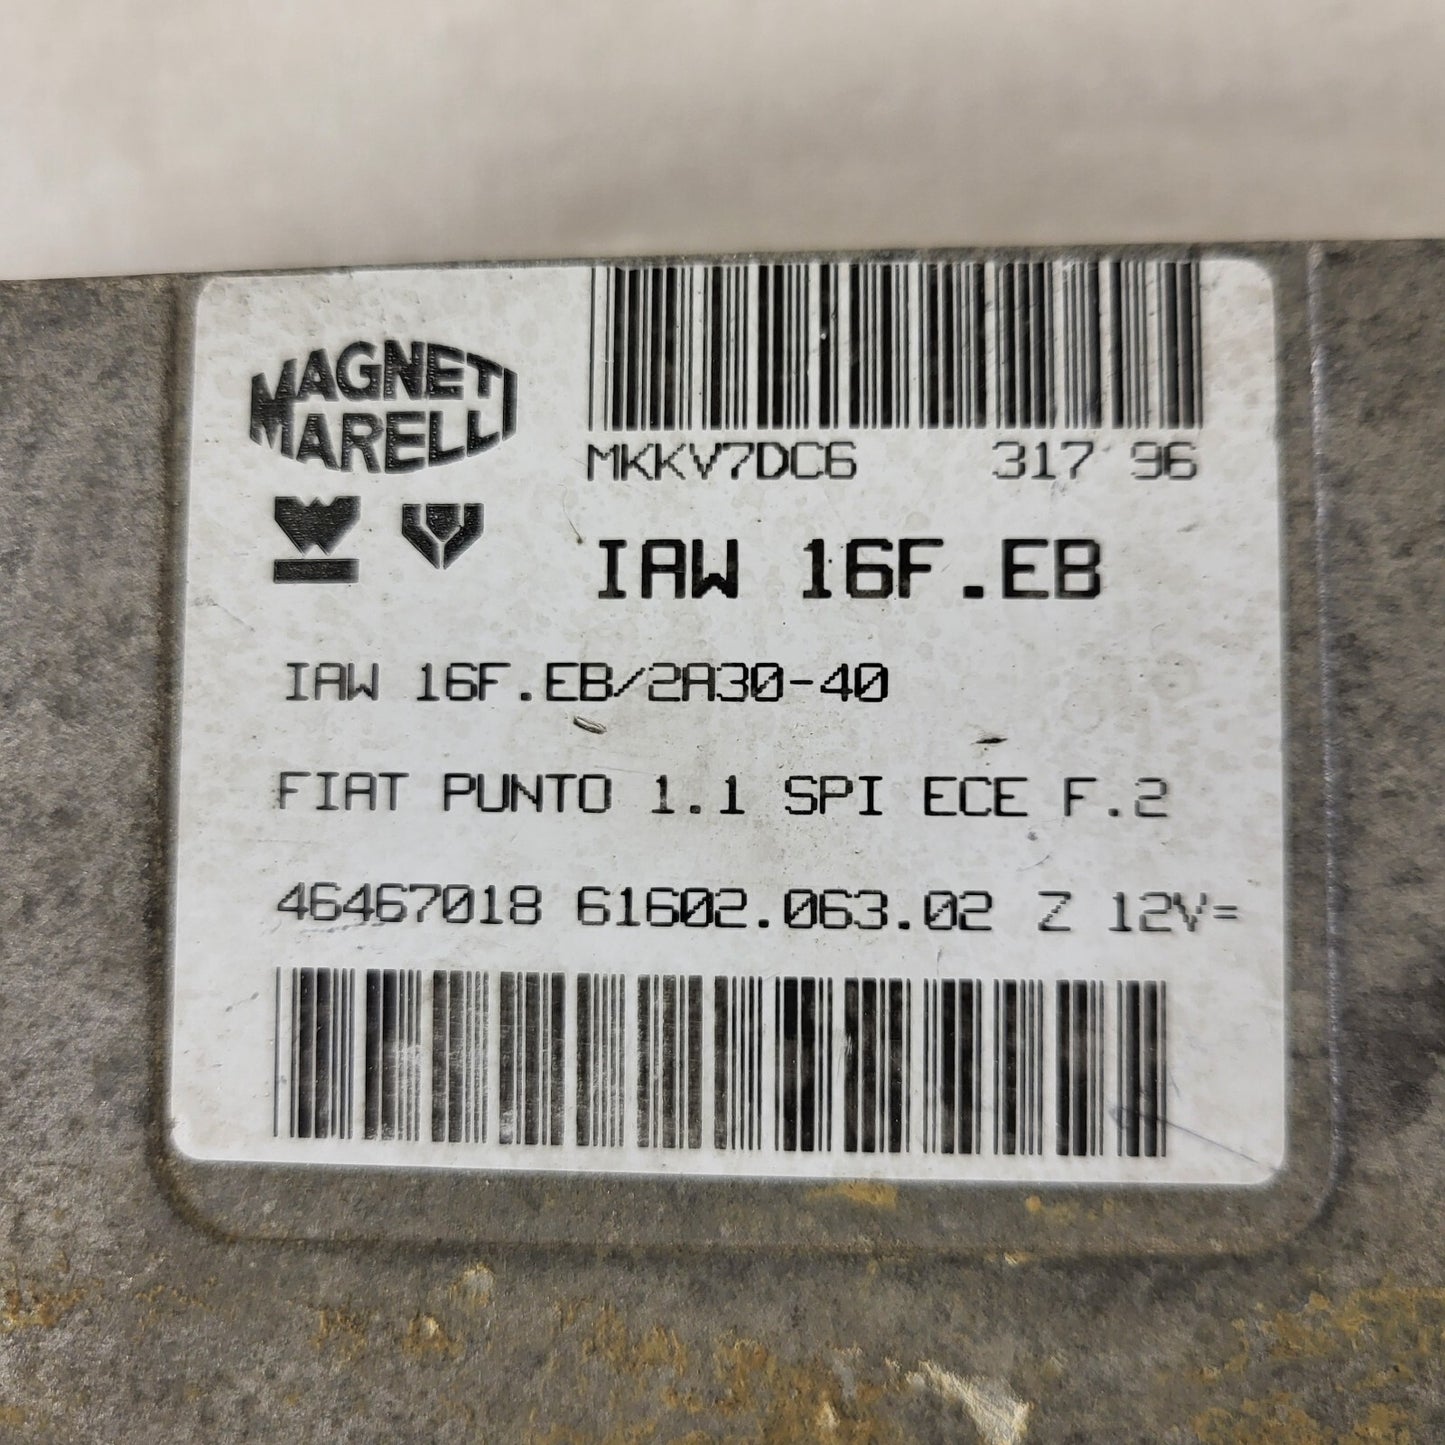 MAGNETI
MARELLI
MKKV7DC6 317 96
IAW 16F.EB
IAW 16F.EB/2A30-40
FIAT PUNTO 1.1 SPI ECE F.2
46467018 61602.063.02 Z 12V=